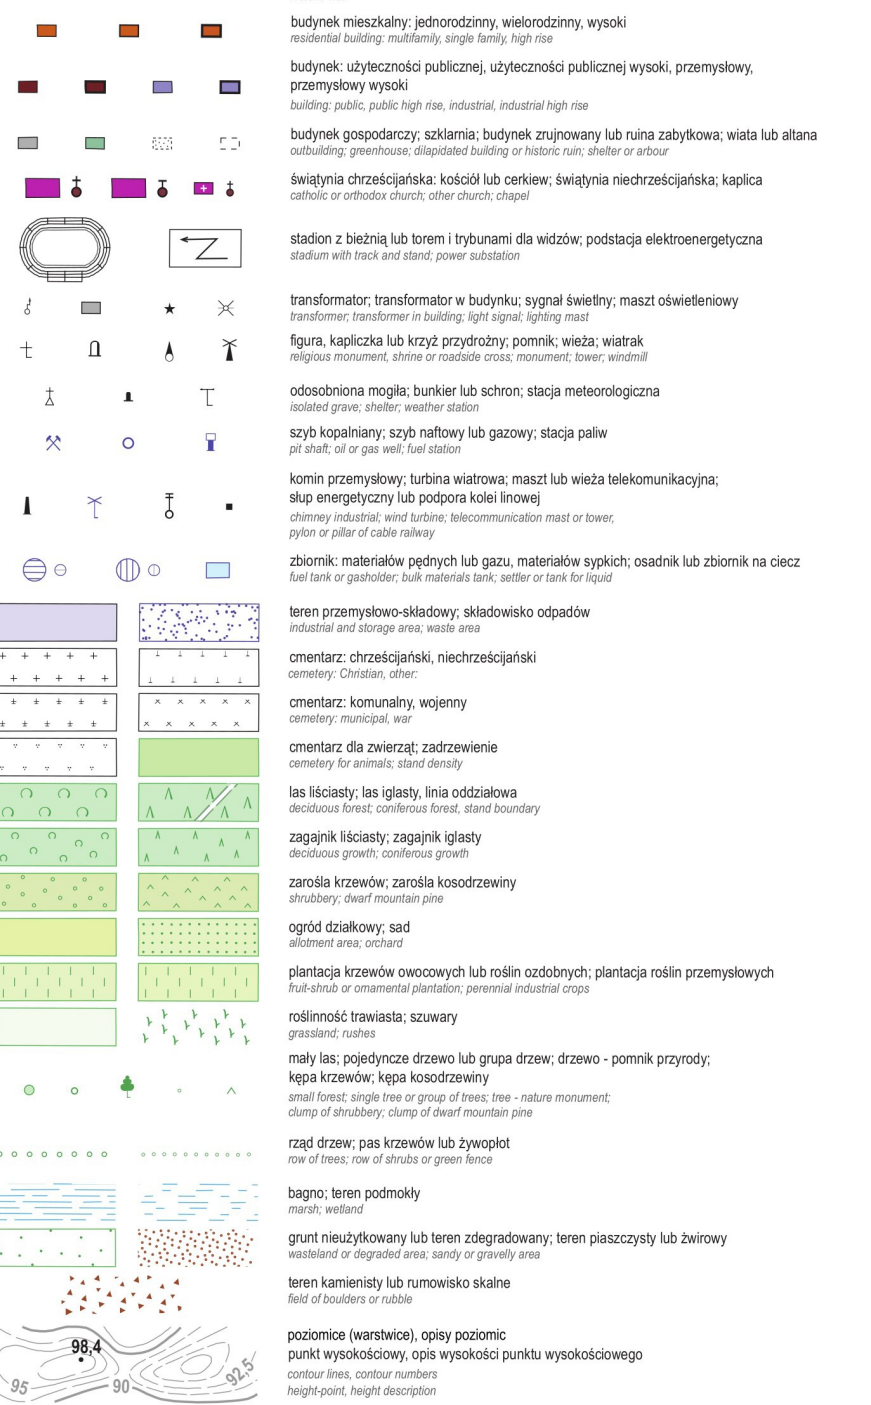 budynek mieszkalny: jednorodzinny, wielorodzinny, wysoki
residential building: multifamily, single family, high rise
budynek: użyteczności publicznej, użyteczności publicznej wysoki, przemysłowy,
przemysłowy wysoki
building: public, public high rise, industrial, industrial high rise
budynek gospodarczy; szklarnia; budynek zrujnowany lub ruina zabytkowa; wiata lub altana
outbuilding; greenhouse; dilapidated building or historic ruin; shelter or arbour
świątynia chrześcijańska: kościół lub cerkiew; świątynia niechrześcijańska; kaplica
catholic or orthodox church; other church; chapel
stadion z bieżnią lub torem i trybunami dla widzów; podstacja elektroenergetyczna
stadium with track and stand; power substation
transformator; transformator w budynku; sygnał świetlny; maszt oświetleniowy
transformer; transformer in building; light signal; lighting mast
figura, kapliczka lub krzyż przydrożny; pomnik; wieża; wiatrak
religious monument, shrine or roadside cross; monument; tower; windmill
odosobniona mogiła; bunkier lub schron; stacja meteorologiczna
isolated grave; shelter; weather station
szyb kopalniany; szyb naftowy lub gazowy; stacja paliw
pit shaft; oil or gas well; fuel station
komin przemysłowy; turbina wiatrowa; maszt lub wieża telekomunikacyjna;
słup energetyczny lub podpora kolei linowej
chimney industrial; wind turbine; telecommunication mast or tower,
pylon or pillar of cable railway
zbiornik: materiałów pędnych lub gazu, materiałów sypkich; osadnik lub zbiornik na ciecz
fuel tank or gasholder; bulk materials tank; settler or tank for liquid
teren przemysłowo-składowy; składowisko odpadów
industrial and storage area; waste area
cmentarz: chrześcijański, niechrześcijański
cemetery: Christian, other:
cmentarz: komunalny, wojenny
cemetery: municipal, war
cmentarz dla zwierząt; zadrzewienie
cemetery for animals; stand density
las liściasty; las iglasty, linia oddziałowa
deciduous forest; coniferous forest, stand boundary
zagajnik liściasty; zagajnik iglasty
deciduous growth; coniferous growth
zarośla krzewów; zarośla kosodrzewiny
shrubbery; dwarf mountain pine
ogród działkowy; sad
allotment area; orchard
plantacja krzewów owocowych lub roślin ozdobnych; plantacja roślin przemysłowych
fruit-shrub or ornamental plantation; perennial industrial crops
roślinność trawiasta; szuwary
grassland; rushes
mały las; pojedyncze drzewo lub grupa drzew; drzewo - pomnik przyrody;
kępa krzewów; kępa kosodrzewiny
small forest; single tree or group of trees; tree - nature monument;
clump of shrubbery; clump of dwarf mountain pine
rząd drzew; pas krzewów lub żywopłot
row of trees; row of shrubs or green fence
bagno; teren podmokły
marsh; wetland
grunt nieużytkowany lub teren zdegradowany; teren piaszczysty lub żwirowy
wasteland or degraded area; sandy or gravelly area
teren kamienisty lub rumowisko skalne
field of boulders or rubble
98,4
95
90
92,5
poziomice (warstwice), opisy poziomic
punkt wysokościowy, opis wysokości punktu wysokościowego
contour lines, contour numbers
height-point, height description